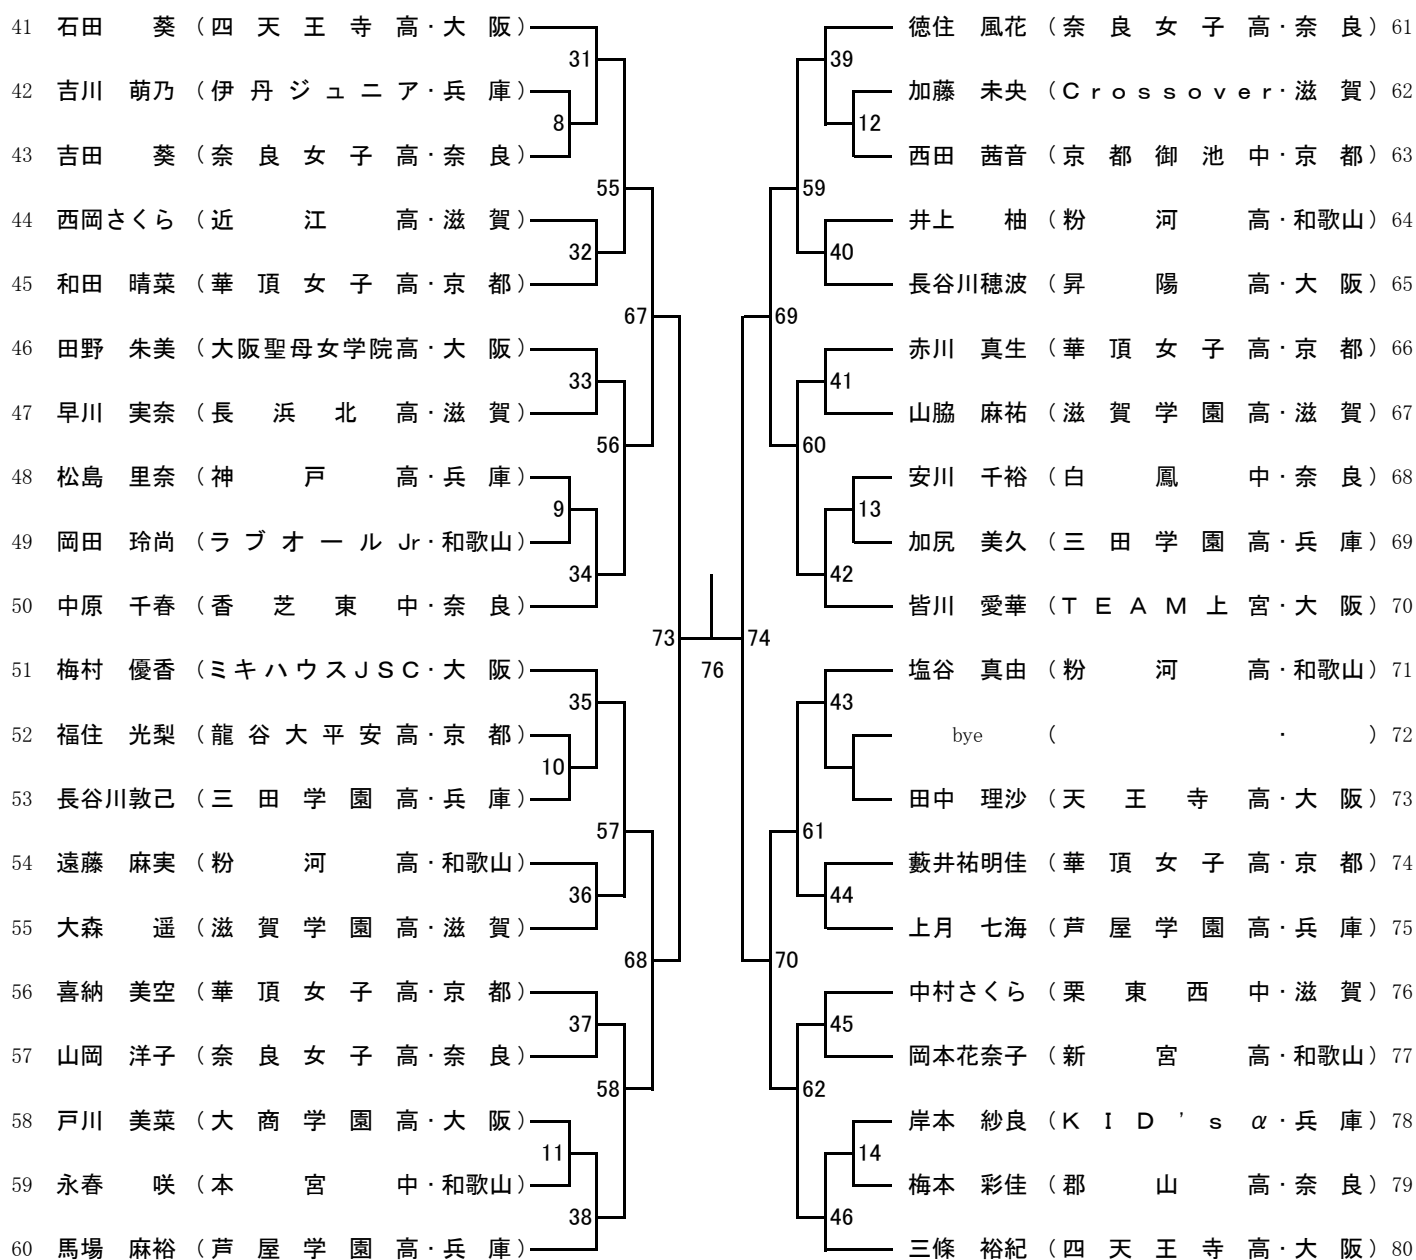 41 石田 葵 (四天王寺高・大阪)
42 吉川 萌乃 (伊丹ジュニア・兵庫)
43 吉田 葵 (奈良女子高・奈良)
44 西岡さくら (近江高・滋賀)
45 和田 晴菜 (華頂女子高・京都)
46 田野 朱美 (大阪聖母女学院高・大阪)
47 早川 実奈 (長浜北高・滋賀)
48 松島 里奈 (神戸高・兵庫)
49 岡田 玲尚 (ラブオールJr・和歌山)
50 中原 千春 (香芝東中・奈良)
51 梅村 優香 (ミキハウスJSC・大阪)
52 福住 光梨 (龍谷大平安高・京都)
53 長谷川敦己 (三田学園高・兵庫)
54 遠藤 麻実 (粉河高・和歌山)
55 大森 遥 (滋賀学園高・滋賀)
56 喜納 美空 (華頂女子高・京都)
57 山岡 洋子 (奈良女子高・奈良)
58 戸川 美菜 (大商学園高・大阪)
59 永春 咲 (本宮中・和歌山)
60 馬場 麻裕 (芦屋学園高・兵庫)
31
8
55
32
67
33
56
9
34
73
35
10
57
36
68
37
58
11
38
76
39
12
59
40
69
41
60
13
42
74
43
61
44
70
45
62
14
46
徳住 風花 (奈良女子高・奈良) 61
加藤 未央 (Crossover・滋賀) 62
西田 茜音 (京都御池中・京都) 63
井上 柚 (粉河高・和歌山) 64
長谷川穂波 (昇陽高・大阪) 65
赤川 真生 (華頂女子高・京都) 66
山脇 麻祐 (滋賀学園高・滋賀) 67
安川 千裕 (白鳳中・奈良) 68
加尻 美久 (三田学園高・兵庫) 69
皆川 愛華 (TEAM上宮・大阪) 70
塩谷 真由 (粉河高・和歌山) 71
bye ( ・ ) 72
田中 理沙 (天王寺高・大阪) 73
藪井祐明佳 (華頂女子高・京都) 74
上月 七海 (芦屋学園高・兵庫) 75
中村さくら (栗東西中・滋賀) 76
岡本花奈子 (新宮高・和歌山) 77
岸本 紗良 (KID'sα・兵庫) 78
梅本 彩佳 (郡山高・奈良) 79
三條 裕紀 (四天王寺高・大阪) 80